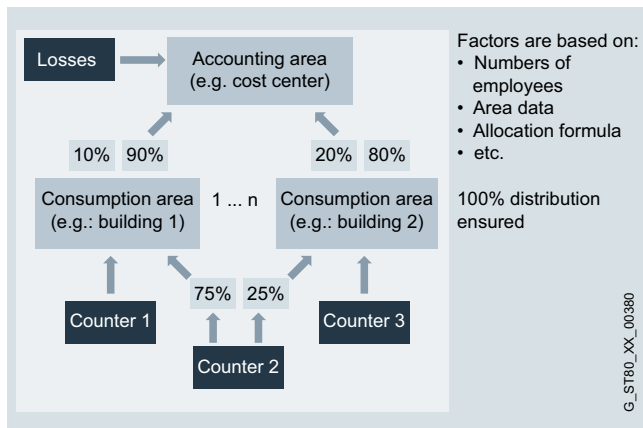 Losses
Accounting area
(e.g. cost center)
10% 90%
20% 80%
Consumption area
(e.g.: building 1)
1 ... n
Consumption area
(e.g.: building 2)
75% 25%
Counter 1
Counter 2
Counter 3
Factors are based on:
• Numbers of
employees
• Area data
• Allocation formula
• etc.
100% distribution
ensured
G_ST80_XX_00380